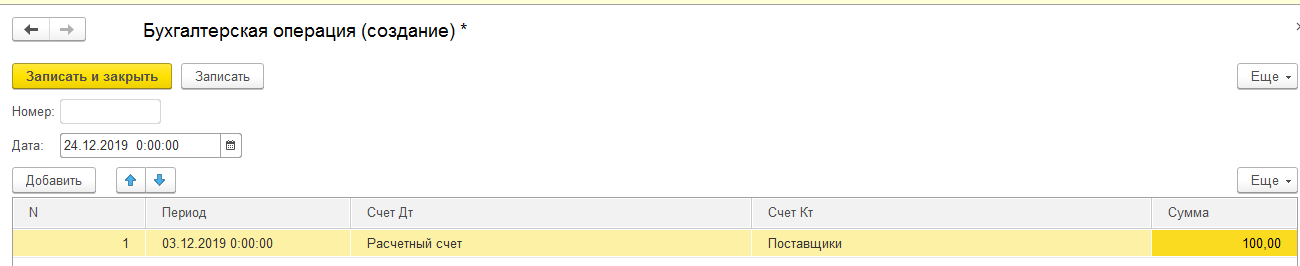 Бухгалтерская операция (создание) *
Записать и закрыть Записать Еще
Номер:
Дата: 24.12.2019 0:00:00
Добавить Еще
N Период Счет Дт Счет Кт Сумма
1 03.12.2019 0:00:00 Расчетный счет Поставщики 100,00